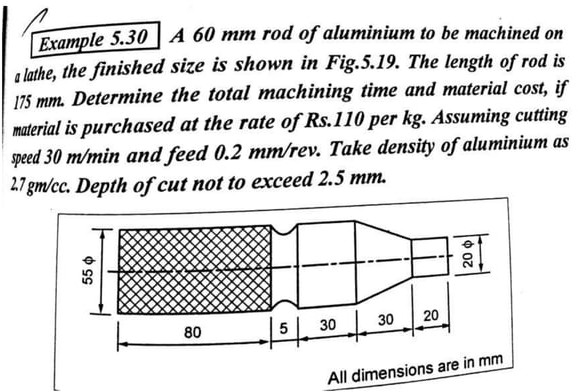 Example 5.30 A 60 mm rod of aluminium to be machined on
a lathe, the finished size is shown in Fig.5.19. The length of rod is
175 mm. Determine the total machining time and material cost, if
material is purchased at the rate of Rs.110 per kg. Assuming cutting
speed 30 m/min and feed 0.2 mm/rev. Take density of aluminium as
2.7 gm/cc. Depth of cut not to exceed 2.5 mm.
55 φ
20 φ
80 5 30 30 20
All dimensions are in mm